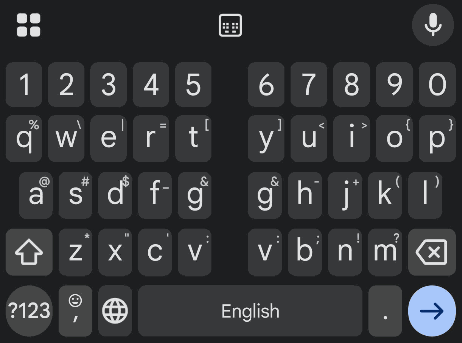 1 2 3 4 5 6 7 8 9 0
q% w\ e| r= t[ y] u< i> o{ p}
a@ s# d$ f- g& g& h- j+ k( l)
z* x" c' v: v: b; n! m?
?123 , English .